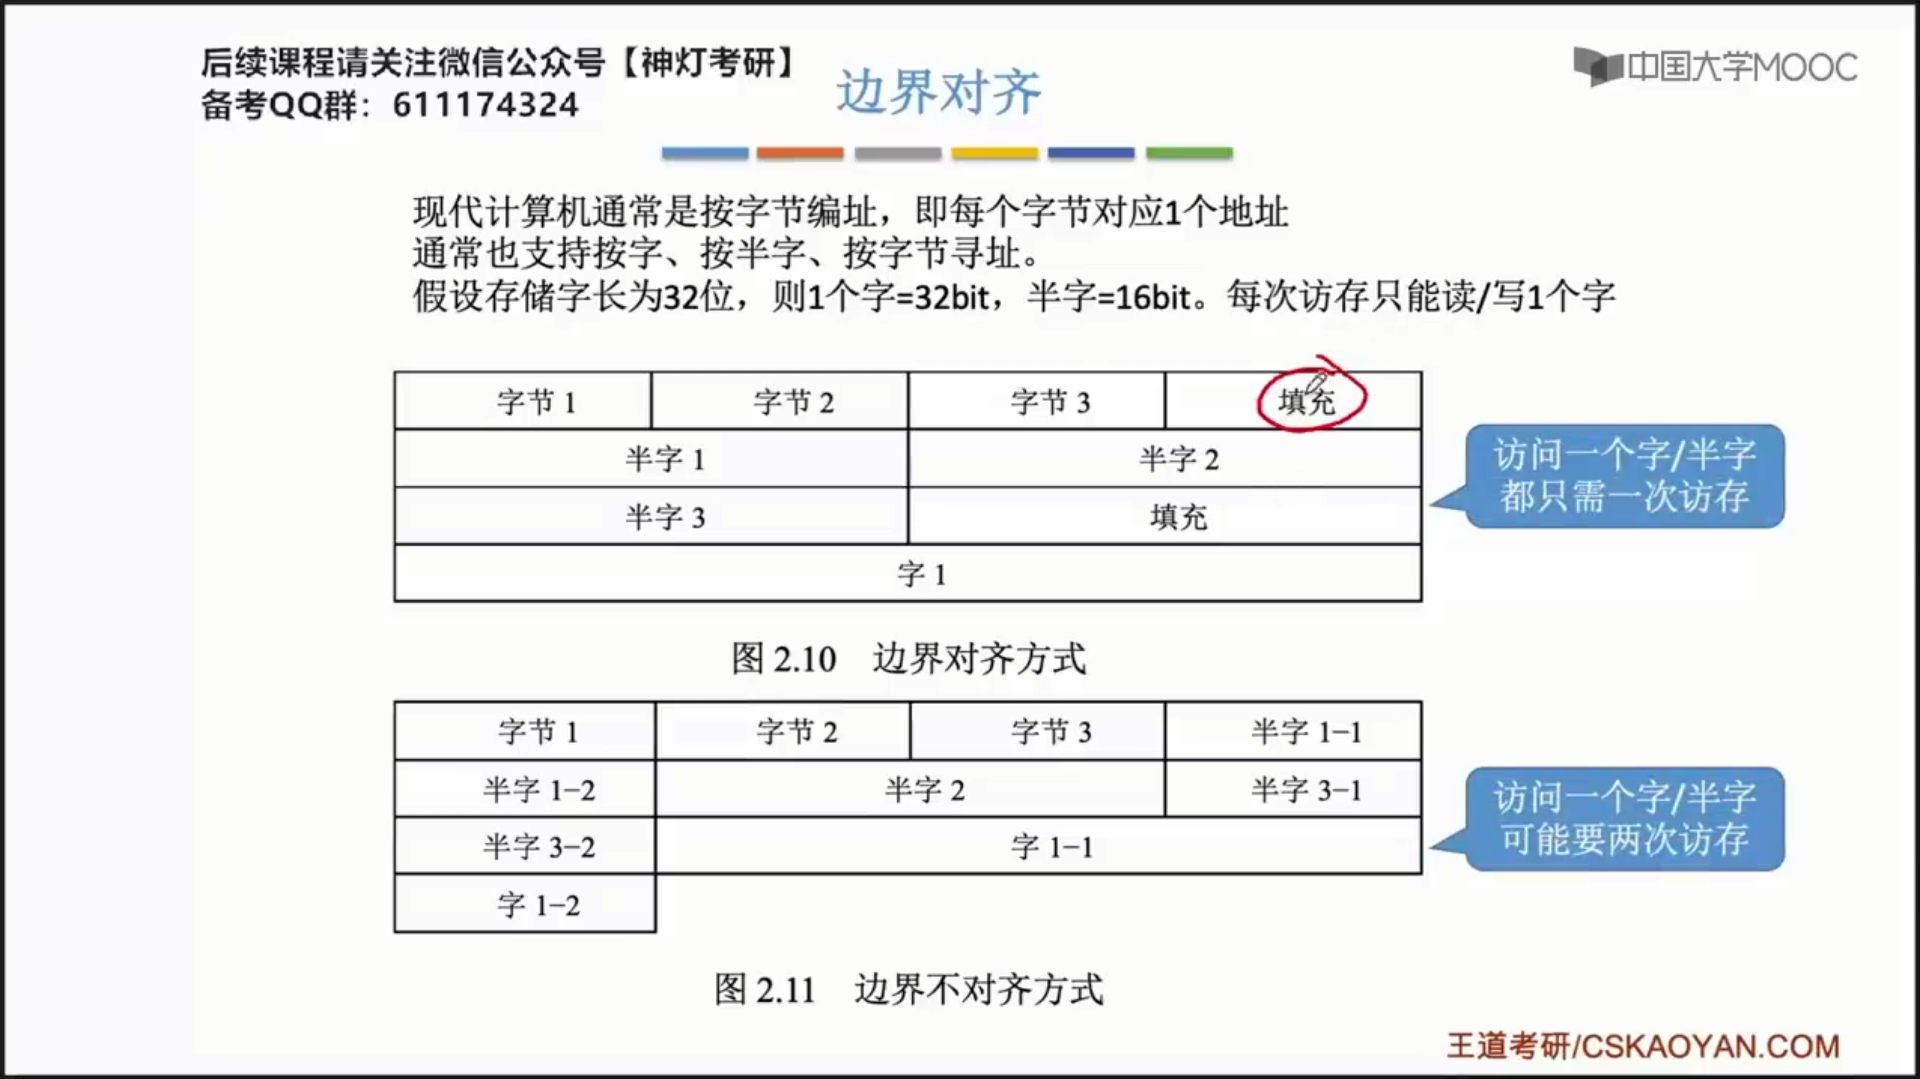 后续课程请关注微信公众号【神灯考研】
备考QQ群：611174324
中国大学MOOC
边界对齐
现代计算机通常是按字节编址，即每个字节对应1个地址
通常也支持按字、按半字、按字节寻址。
假设存储字长为32位，则1个字=32bit，半字=16bit。每次访存只能读/写1个字
字节 1 字节 2 字节 3 填充
半字 1 半字 2
半字 3 填充
字 1
访问一个字/半字
都只需一次访存
图 2.10 边界对齐方式
字节 1 字节 2 字节 3 半字 1-1
半字 1-2 半字 2 半字 3-1
半字 3-2 字 1-1
字 1-2
访问一个字/半字
可能要两次访存
图 2.11 边界不对齐方式
王道考研/CSKAOYAN.COM